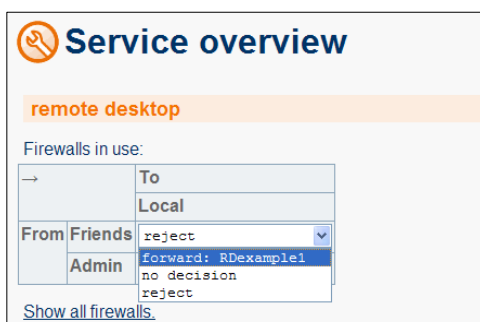 Service overview
remote desktop
Firewalls in use:
→ To
Local
From Friends reject
Admin forward: RDexample1
no decision
reject
Show all firewalls.